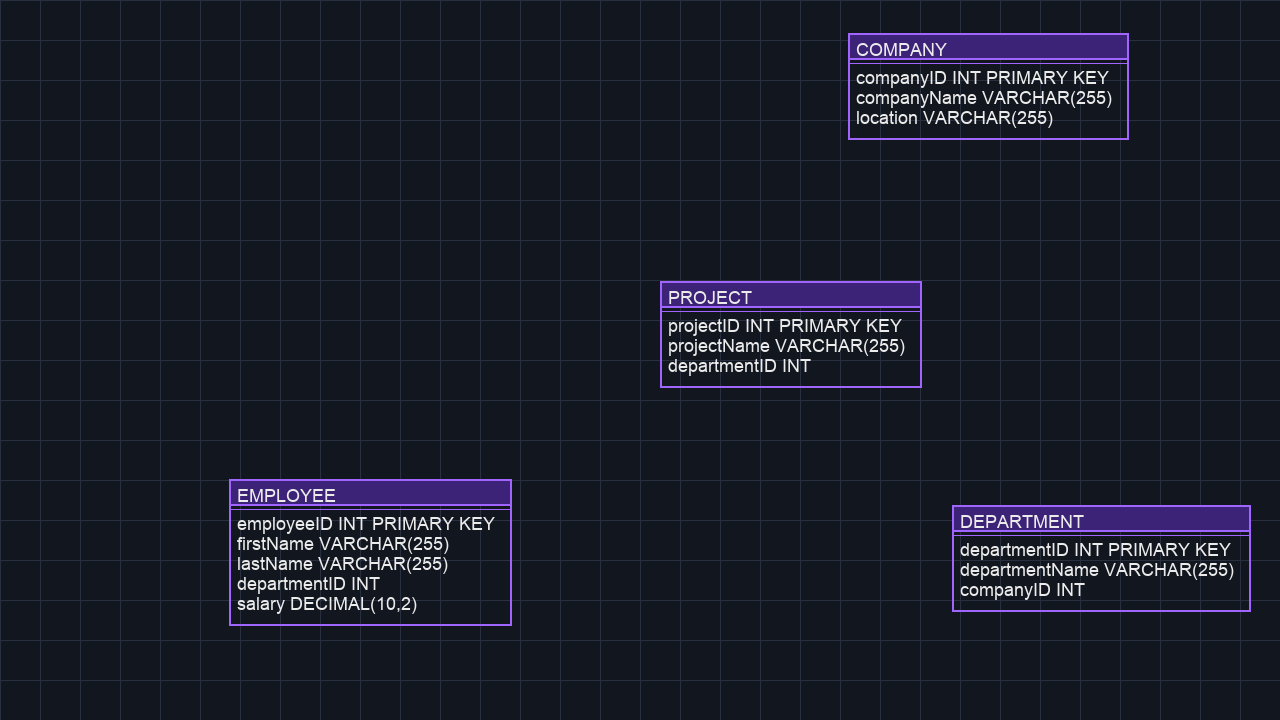 COMPANY
companyID INT PRIMARY KEY
companyName VARCHAR(255)
location VARCHAR(255)
PROJECT
projectID INT PRIMARY KEY
projectName VARCHAR(255)
departmentID INT
EMPLOYEE
employeeID INT PRIMARY KEY
firstName VARCHAR(255)
lastName VARCHAR(255)
departmentID INT
salary DECIMAL(10,2)
DEPARTMENT
departmentID INT PRIMARY KEY
departmentName VARCHAR(255)
companyID INT